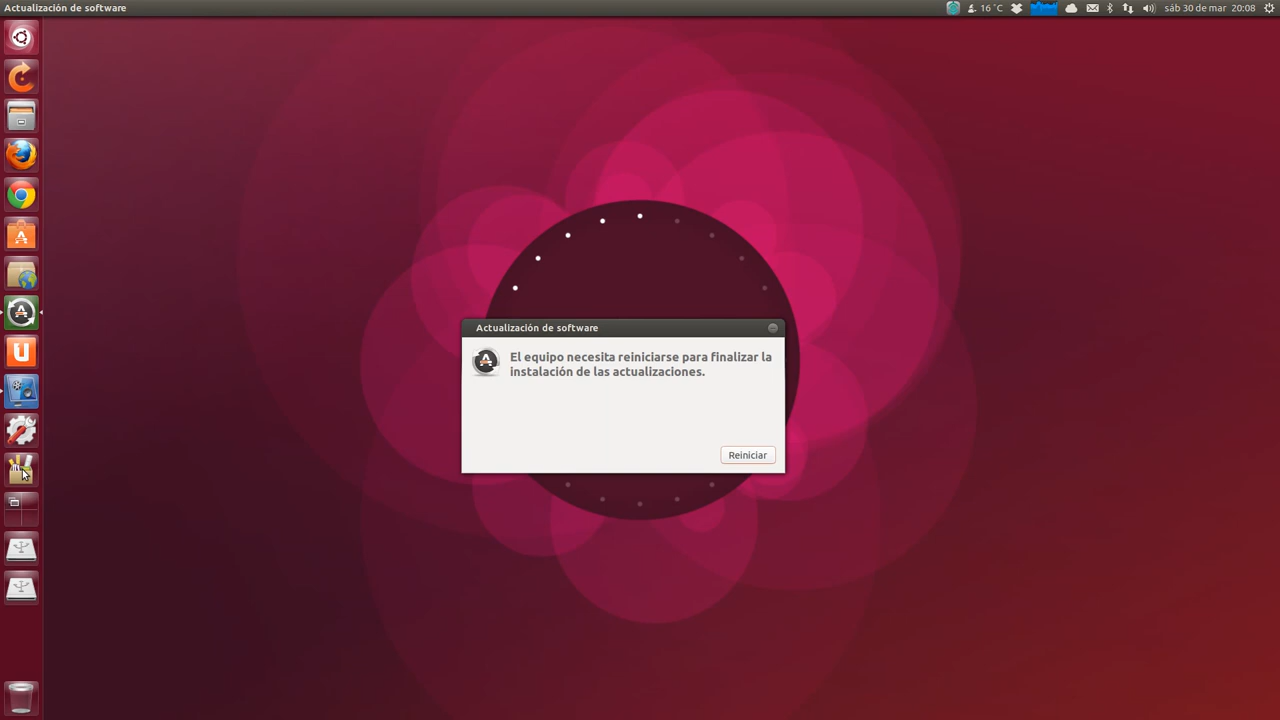 Actualización de software
16 ˚C
sáb 30 de mar 20:08
Actualización de software
El equipo necesita reiniciarse para finalizar la
instalación de las actualizaciones.
Reiniciar